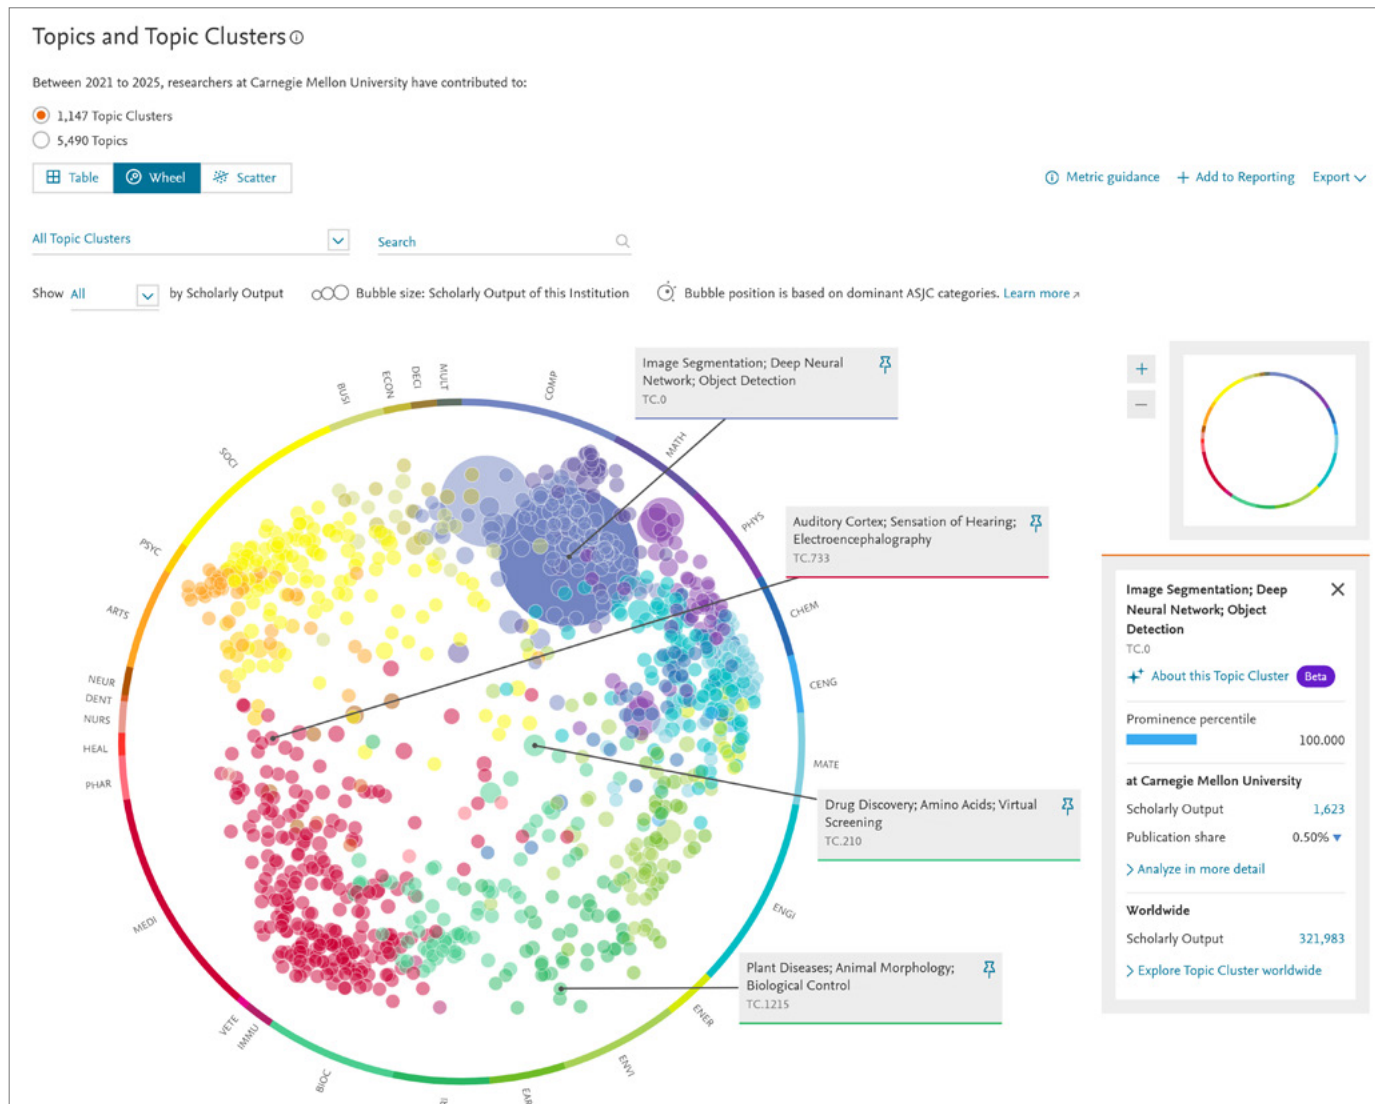 Topics and Topic Clusters
Between 2021 to 2025, researchers at Carnegie Mellon University have contributed to:
1,147 Topic Clusters
5,490 Topics
Table
Wheel
Scatter
Metric guidance
+ Add to Reporting
Export
All Topic Clusters
Search
Show All by Scholarly Output
Bubble size: Scholarly Output of this Institution
Bubble position is based on dominant ASJC categories. Learn more
Image Segmentation; Deep Neural
Network; Object Detection
TC.0
Auditory Cortex; Sensation of Hearing;
Electroencephalography
TC.733
Drug Discovery; Amino Acids; Virtual
Screening
TC.210
Plant Diseases; Animal Morphology;
Biological Control
TC.1215
MULT
COMP
MATH
PHYS
CHEM
CENG
MATE
ENGI
ENER
ENVI
BIOC
IMMU
VETE
MEDI
PHAR
HEAL
NURS
DENT
NEUR
ARTS
PSYC
SOCI
BUSI
ECON
DECI
+
−
Image Segmentation; Deep
Neural Network; Object
Detection
TC.0
About this Topic Cluster Beta
Prominence percentile
100.000
at Carnegie Mellon University
Scholarly Output 1,623
Publication share 0.50%
Analyze in more detail
Worldwide
Scholarly Output 321,983
Explore Topic Cluster worldwide